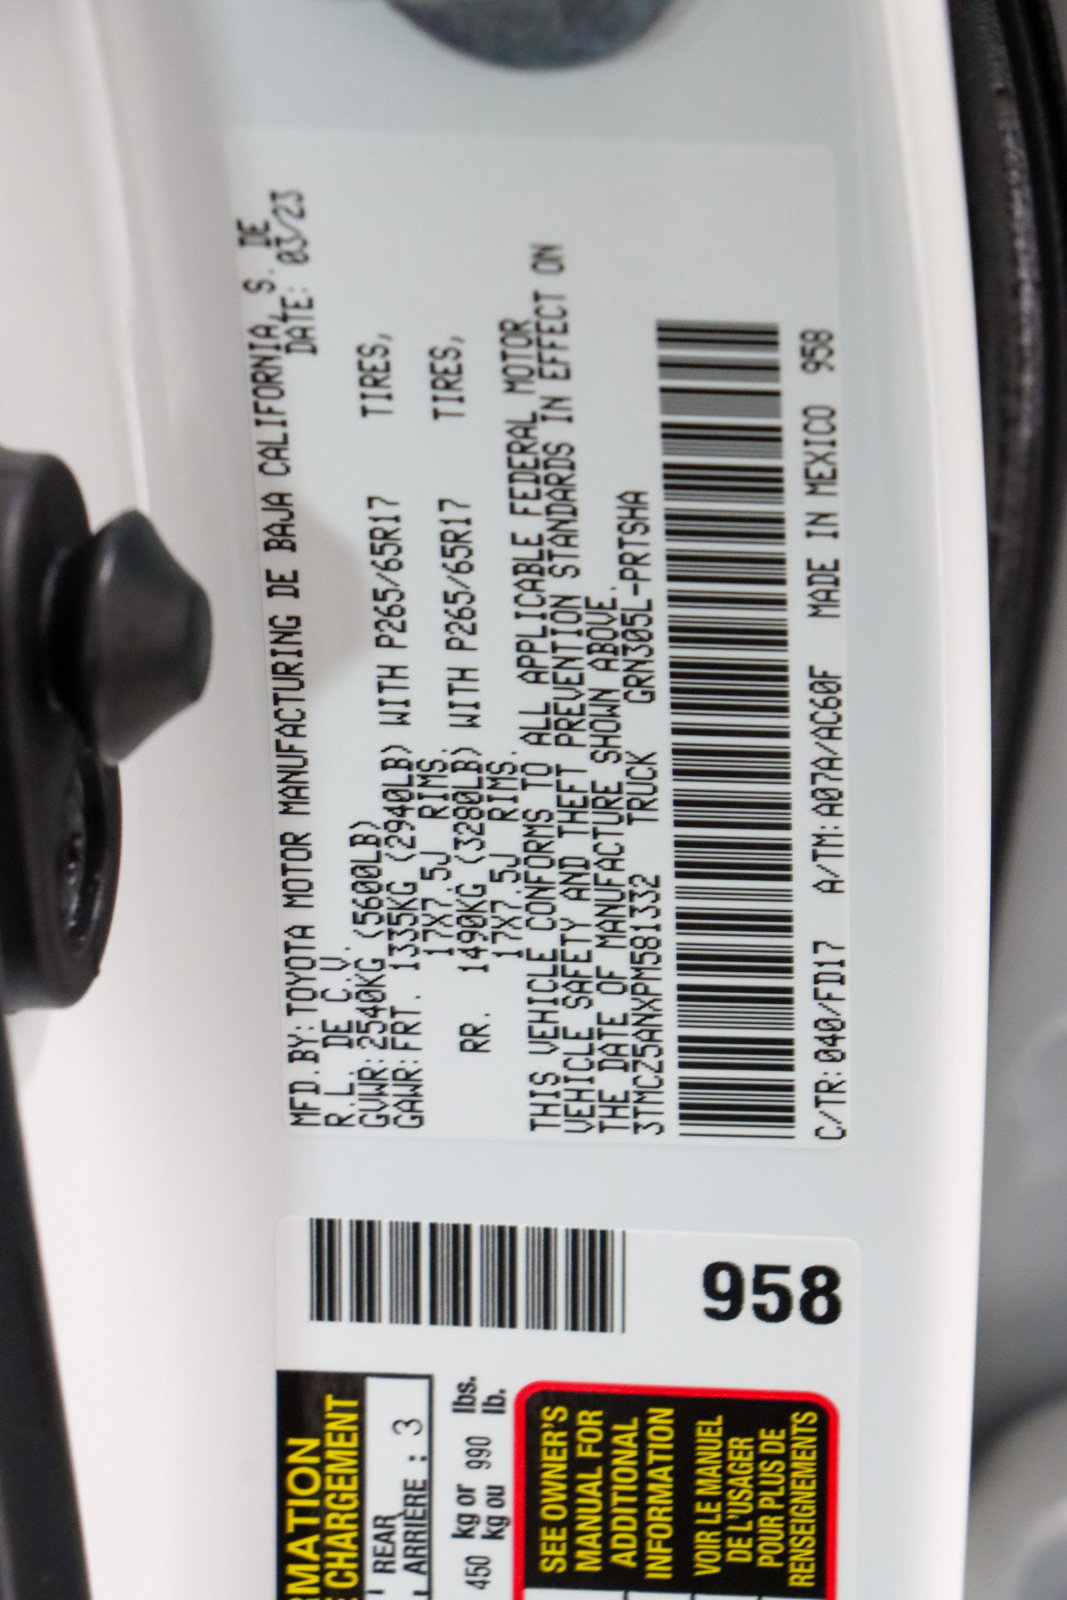 MFD.BY:TOYOTA MOTOR MANUFACTURING DE BAJA CALIFORNIA, S. DE
R.L. DE C.V. DATE: 03/23
GVWR:2540KG (5600LB)
GAWR:FRT. 1335KG (2940LB) WITH P265/65R17 TIRES,
17X7.5J RIMS.
RR. 1490KG (3280LB) WITH P265/65R17 TIRES,
17X7.5J RIMS.
THIS VEHICLE CONFORMS TO ALL APPLICABLE FEDERAL MOTOR
VEHICLE SAFETY AND THEFT PREVENTION STANDARDS IN EFFECT ON
THE DATE OF MANUFACTURE SHOWN ABOVE.
3TMCZ5ANXPM581332 TRUCK GRN305L-PRTSHA
C/TR:040/FD17 A/TM:A07A/AC60F MADE IN MEXICO 958
958
RMATION
CHARGEMENT
REAR
ARRIÈRE : 3
450 kg or 990 lbs.
kg ou lb.
SEE OWNER'S
MANUAL FOR
ADDITIONAL
INFORMATION
VOIR LE MANUEL
DE L'USAGER
POUR PLUS DE
RENSEIGNEMENTS